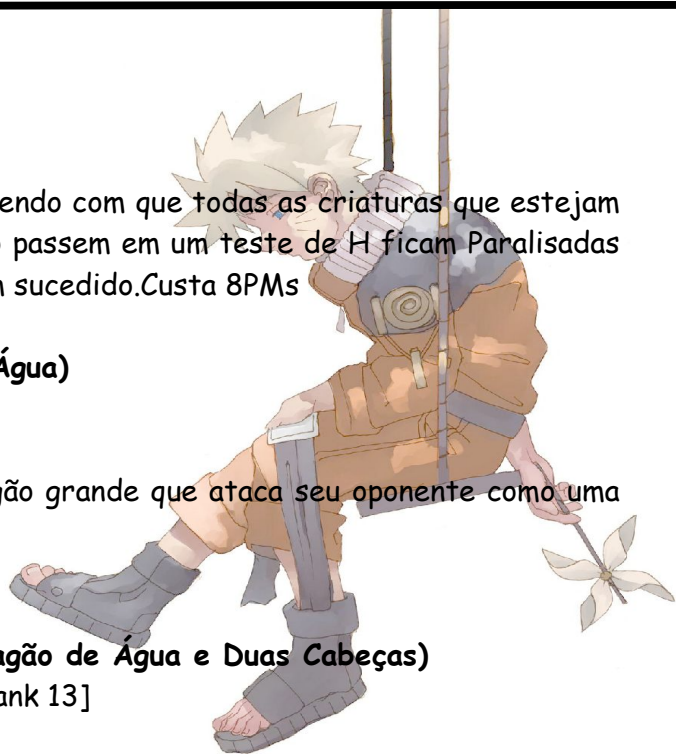 endo com que todas as criaturas que estejam
passem em um teste de H ficam Paralisadas
sucedido.Custa 8PMs
Água)
gão grande que ataca seu oponente como uma
agão de Água e Duas Cabeças)
ank 13]